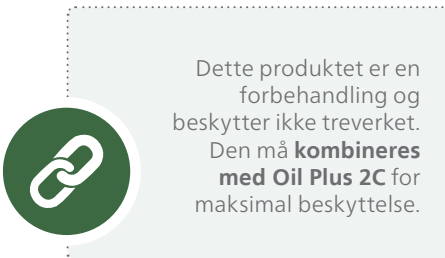 Dette produktet er en
forbehandling og
beskytter ikke treverket.
Den må kombineres
med Oil Plus 2C for
maksimal beskyttelse.